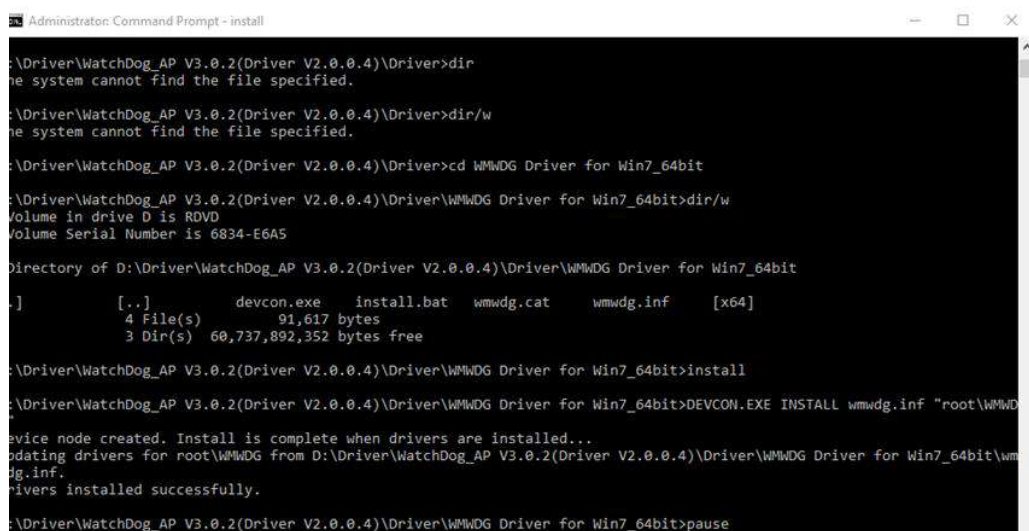 Administrator: Command Prompt - install
:\Driver\WatchDog_AP V3.0.2(Driver V2.0.0.4)\Driver>dir
he system cannot find the file specified.
:\Driver\WatchDog_AP V3.0.2(Driver V2.0.0.4)\Driver>dir/w
he system cannot find the file specified.
:\Driver\WatchDog_AP V3.0.2(Driver V2.0.0.4)\Driver>cd WMWDG Driver for Win7_64bit
:\Driver\WatchDog_AP V3.0.2(Driver V2.0.0.4)\Driver\WMWDG Driver for Win7_64bit>dir/w
Volume in drive D is RDVD
Volume Serial Number is 6834-E6A5
Directory of D:\Driver\WatchDog_AP V3.0.2(Driver V2.0.0.4)\Driver\WMWDG Driver for Win7_64bit
.] [..] devcon.exe install.bat wmwdg.cat wmwdg.inf [x64]
4 File(s) 91,617 bytes
3 Dir(s) 60,737,892,352 bytes free
:\Driver\WatchDog_AP V3.0.2(Driver V2.0.0.4)\Driver\WMWDG Driver for Win7_64bit>install
:\Driver\WatchDog_AP V3.0.2(Driver V2.0.0.4)\Driver\WMWDG Driver for Win7_64bit>DEVCON.EXE INSTALL wmwdg.inf "root\WMWD
"
evice node created. Install is complete when drivers are installed...
pdating drivers for root\WMWDG from D:\Driver\WatchDog_AP V3.0.2(Driver V2.0.0.4)\Driver\WMWDG Driver for Win7_64bit\wm
dg.inf.
rivers installed successfully.
:\Driver\WatchDog_AP V3.0.2(Driver V2.0.0.4)\Driver\WMWDG Driver for Win7_64bit>pause